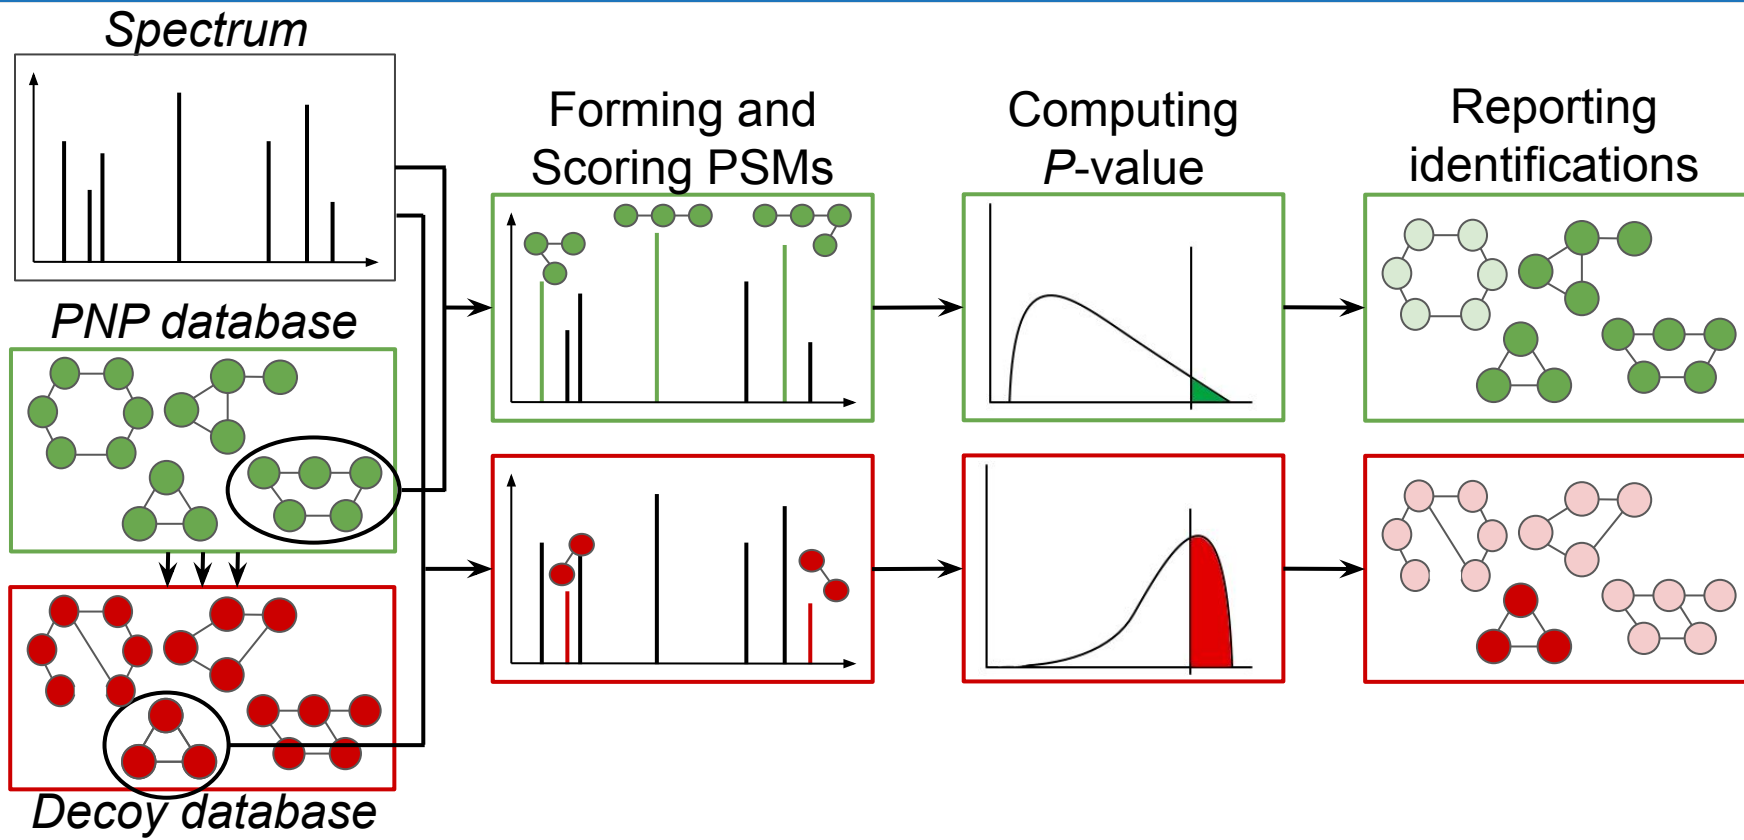 Spectrum
PNP database
Decoy database
Forming and
Scoring PSMs
Computing
P-value
Reporting
identifications